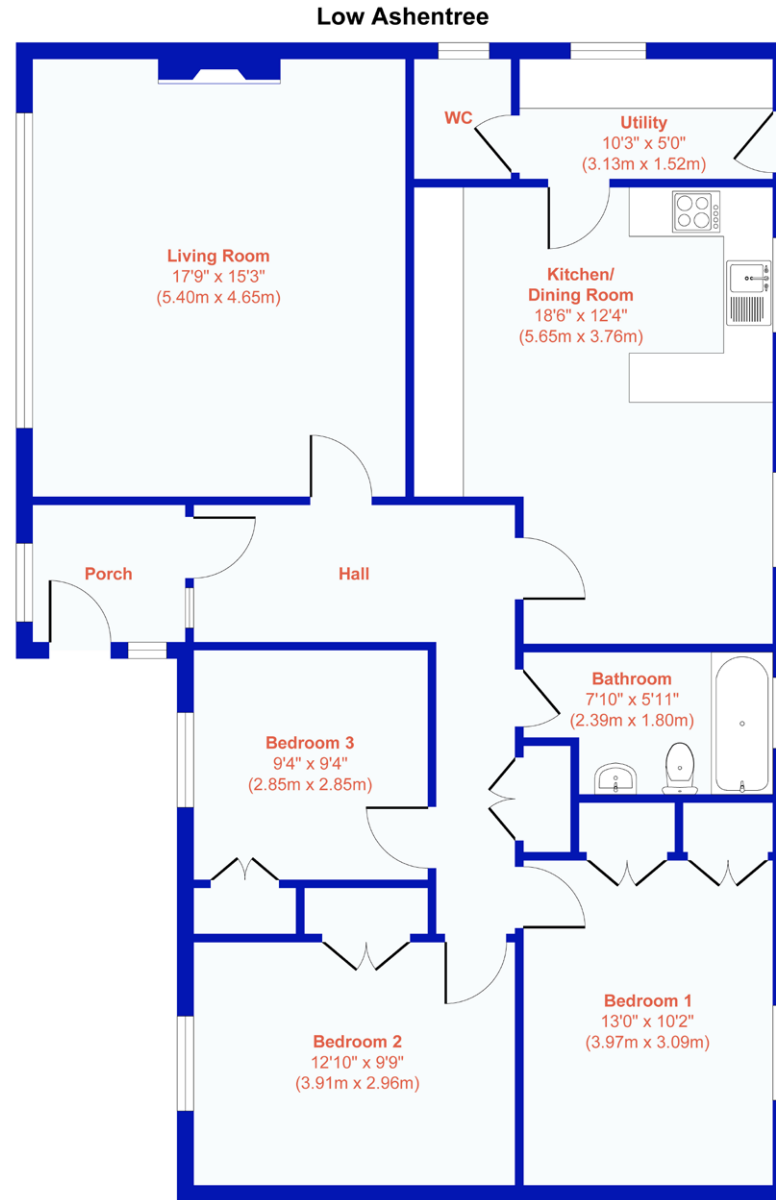 Low Ashentree
WC
Utility
10'3" x 5'0"
(3.13m x 1.52m)
Living Room
17'9" x 15'3"
(5.40m x 4.65m)
Kitchen/
Dining Room
18'6" x 12'4"
(5.65m x 3.76m)
Porch
Hall
Bathroom
7'10" x 5'11"
(2.39m x 1.80m)
Bedroom 3
9'4" x 9'4"
(2.85m x 2.85m)
Bedroom 1
13'0" x 10'2"
(3.97m x 3.09m)
Bedroom 2
12'10" x 9'9"
(3.91m x 2.96m)